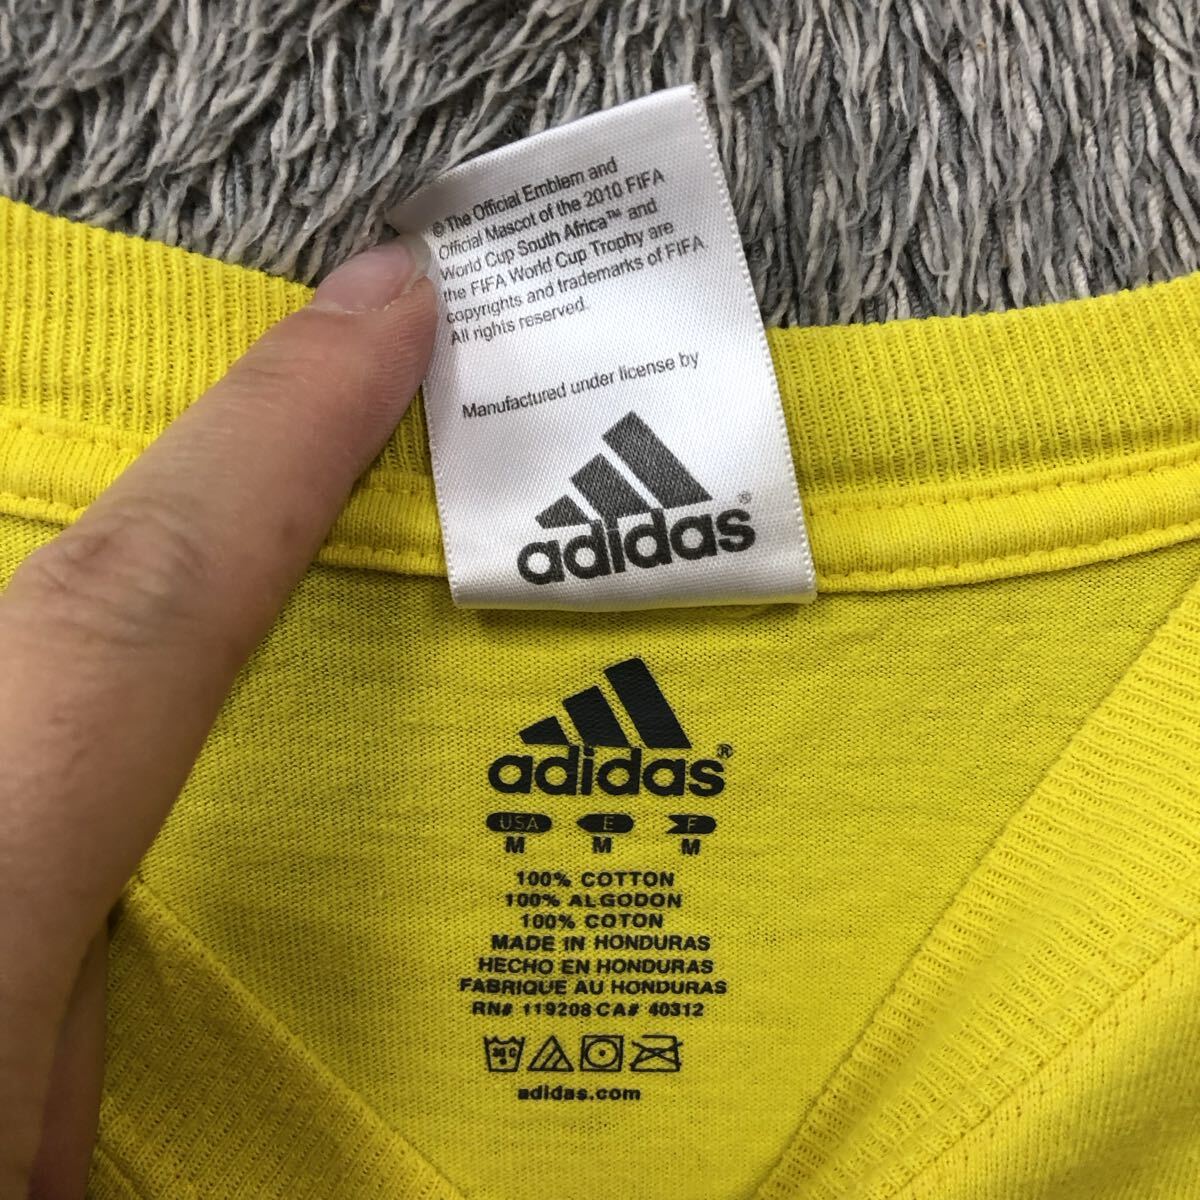 © The Official Emblem and
Official Mascot of the 2010 FIFA
World Cup South Africa™ and
the FIFA World Cup Trophy are
copyrights and trademarks of FIFA
All rights reserved.
Manufactured under license by
adidas®
adidas®
USA E F
M M M
100% COTTON
100% ALGODON
100% COTON
MADE IN HONDURAS
HECHO EN HONDURAS
FABRIQUE AU HONDURAS
RN# 119208 CA# 40312
30 C
adidas.com